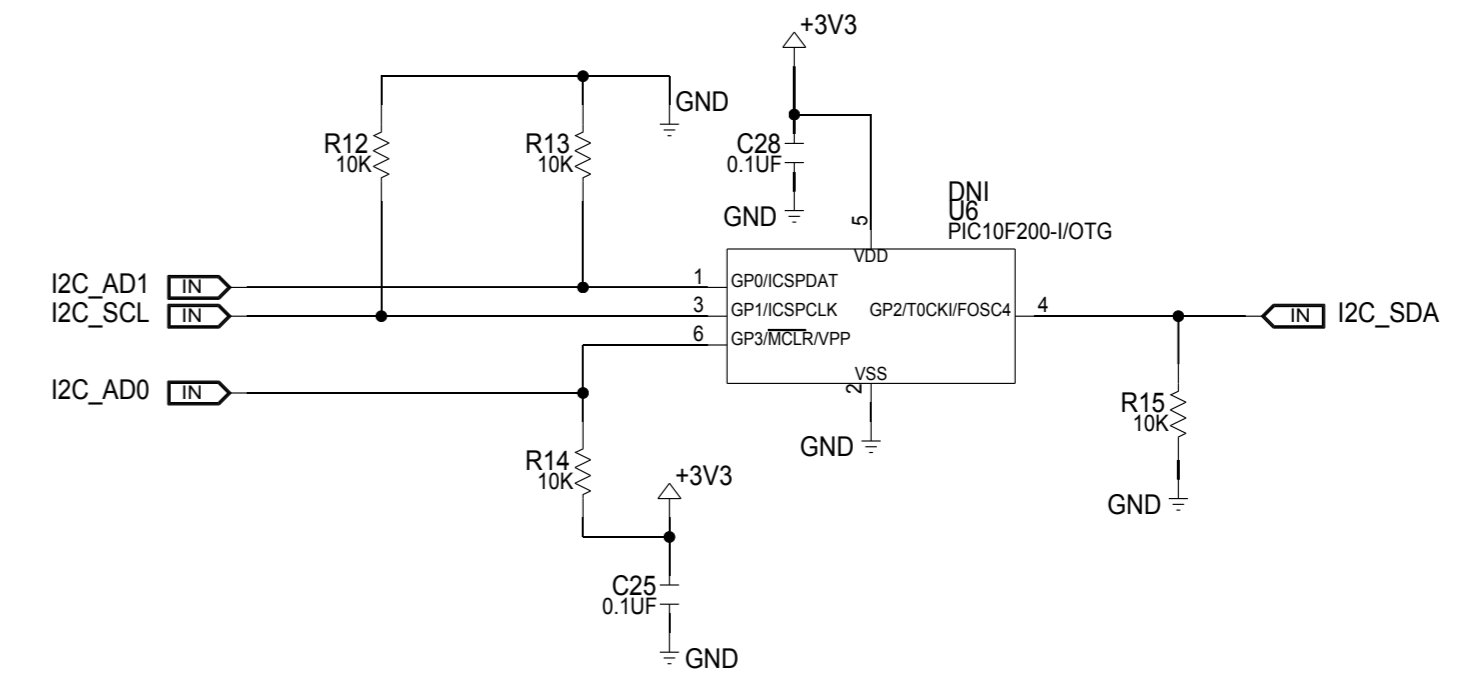 +3V3
GND
R12
10K
R13
10K
C28
0.1UF
GND
DNI
U6
PIC10F200-I/OTG
5
VDD
I2C_AD1
IN
1
GP0/ICSPDAT
I2C_SCL
IN
3
GP1/ICSPCLK
GP2/T0CKI/FOSC4
4
IN
I2C_SDA
6
GP3/MCLR/VPP
VSS
2
I2C_AD0
IN
GND
R15
10K
R14
10K
+3V3
GND
C25
0.1UF
GND